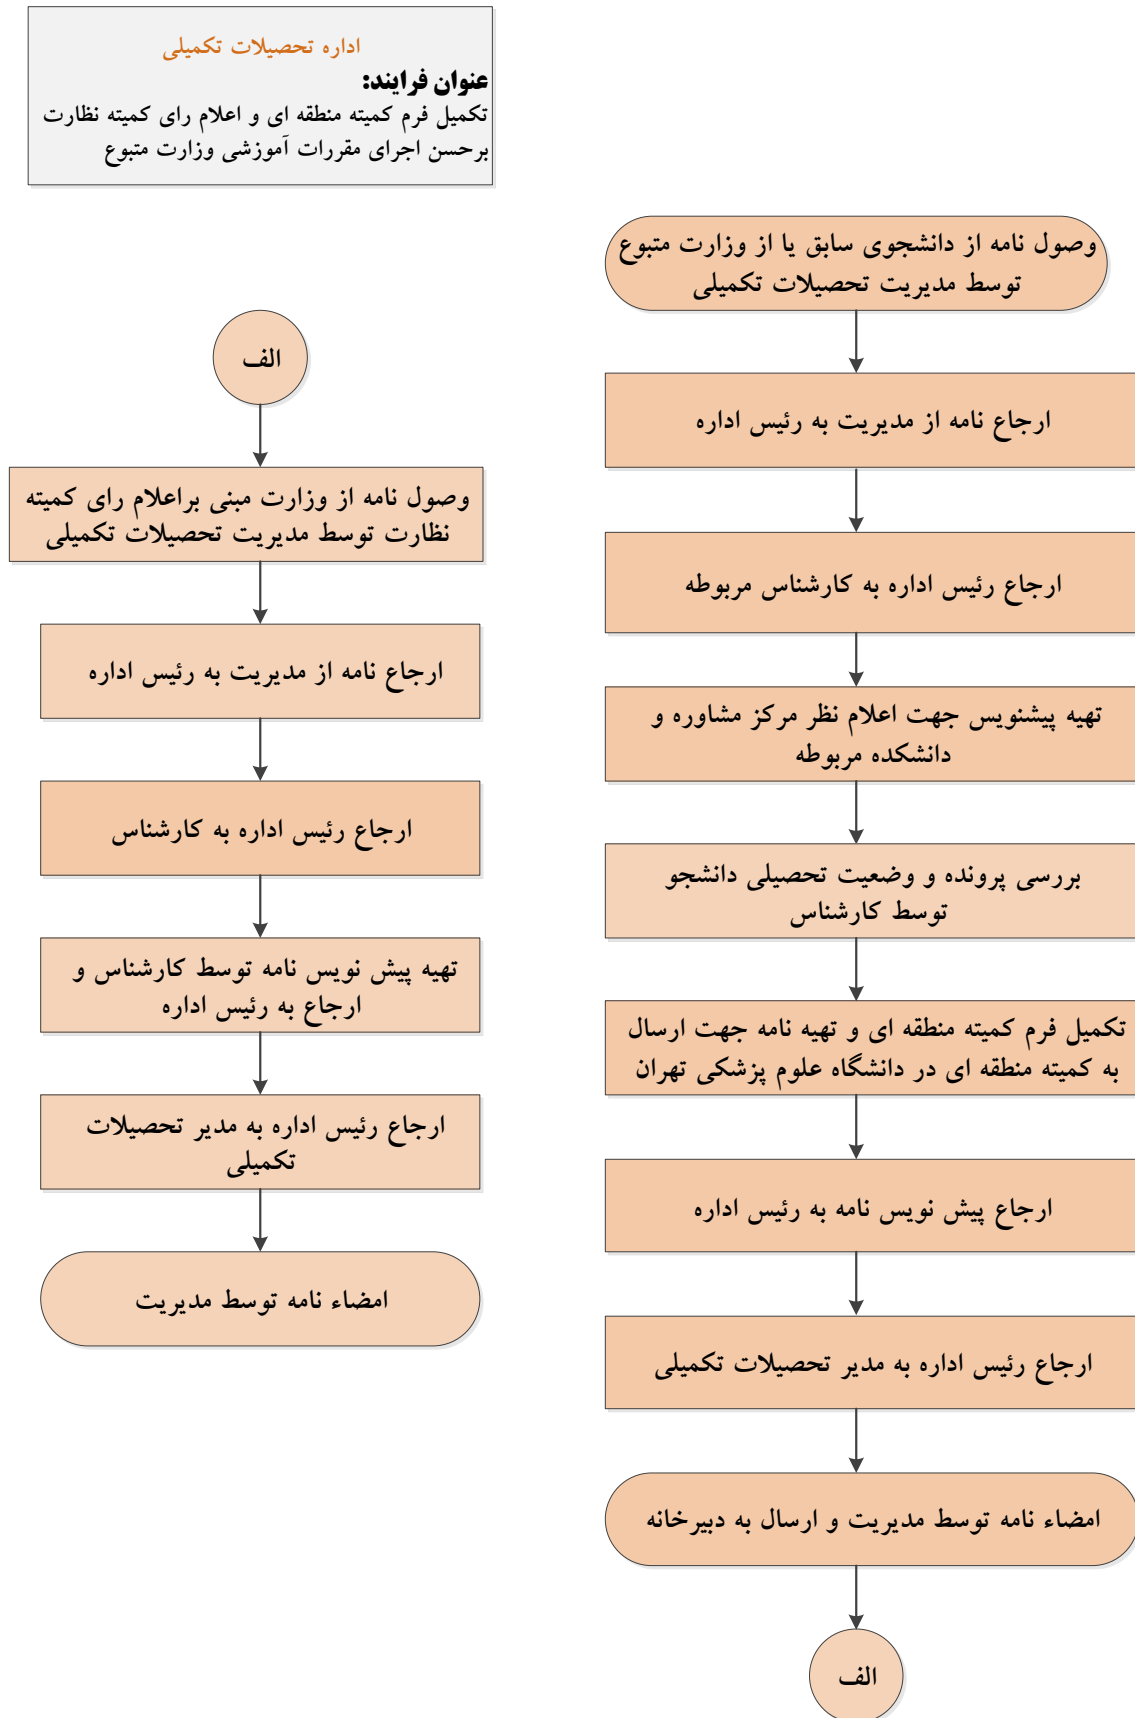 اداره تحصیلات تکمیلی
عنوان فرایند:
تکمیل فرم کمیته منطقه ای و اعلام رای کمیته نظارت
برحسن اجرای مقررات آموزشی وزارت متبوع
وصول نامه از دانشجوی سابق یا از وزارت متبوع
توسط مدیریت تحصیلات تکمیلی
ارجاع نامه از مدیریت به رئیس اداره
ارجاع رئیس اداره به کارشناس مربوطه
تهیه پیشنویس جهت اعلام نظر مرکز مشاوره و
دانشکده مربوطه
بررسی پرونده و وضعیت تحصیلی دانشجو
توسط کارشناس
تکمیل فرم کمیته منطقه ای و تهیه نامه جهت ارسال
به کمیته منطقه ای در دانشگاه علوم پزشکی تهران
ارجاع پیش نویس نامه به رئیس اداره
ارجاع رئیس اداره به مدیر تحصیلات تکمیلی
امضاء نامه توسط مدیریت و ارسال به دبیرخانه
الف
الف
وصول نامه از وزارت مبنی براعلام رای کمیته
نظارت توسط مدیریت تحصیلات تکمیلی
ارجاع نامه از مدیریت به رئیس اداره
ارجاع رئیس اداره به کارشناس
تهیه پیش نویس نامه توسط کارشناس و
ارجاع به رئیس اداره
ارجاع رئیس اداره به مدیر تحصیلات
تکمیلی
امضاء نامه توسط مدیریت